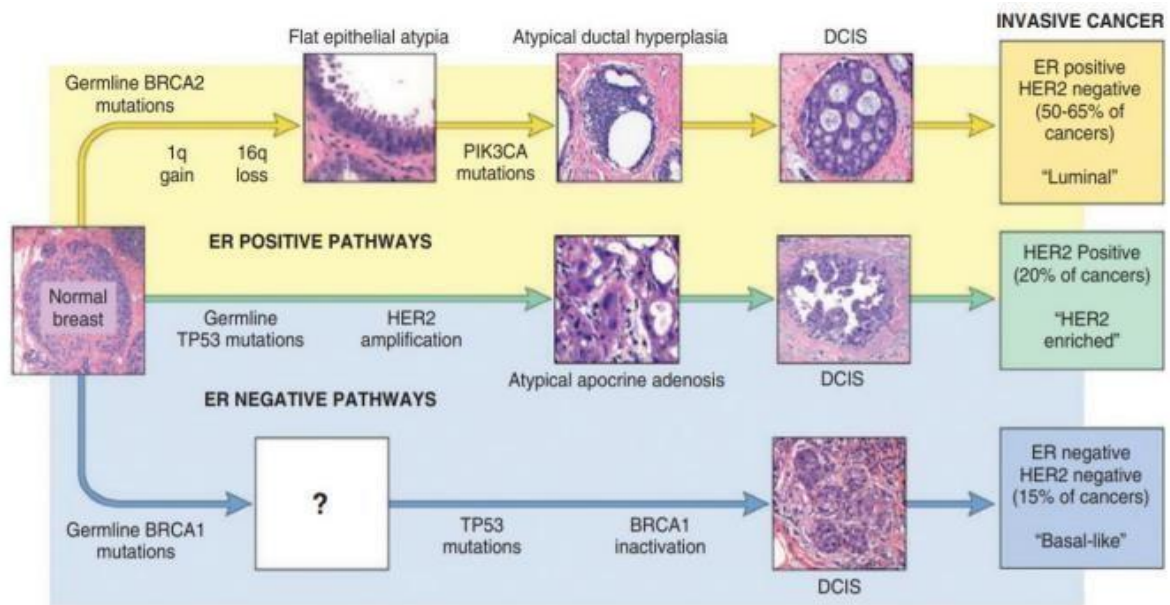 INVASIVE CANCER
Flat epithelial atypia
Atypical ductal hyperplasia
DCIS
Germline BRCA2
mutations
1q
gain
16q
loss
PIK3CA
mutations
ER positive
HER2 negative
(50-65% of
cancers)
“Luminal”
ER POSITIVE PATHWAYS
Normal
breast
Germline
TP53 mutations
HER2
amplification
Atypical apocrine adenosis
DCIS
HER2 Positive
(20% of cancers)
“HER2
enriched”
ER NEGATIVE PATHWAYS
Germline BRCA1
mutations
?
TP53
mutations
BRCA1
inactivation
DCIS
ER negative
HER2 negative
(15% of cancers)
“Basal-like”